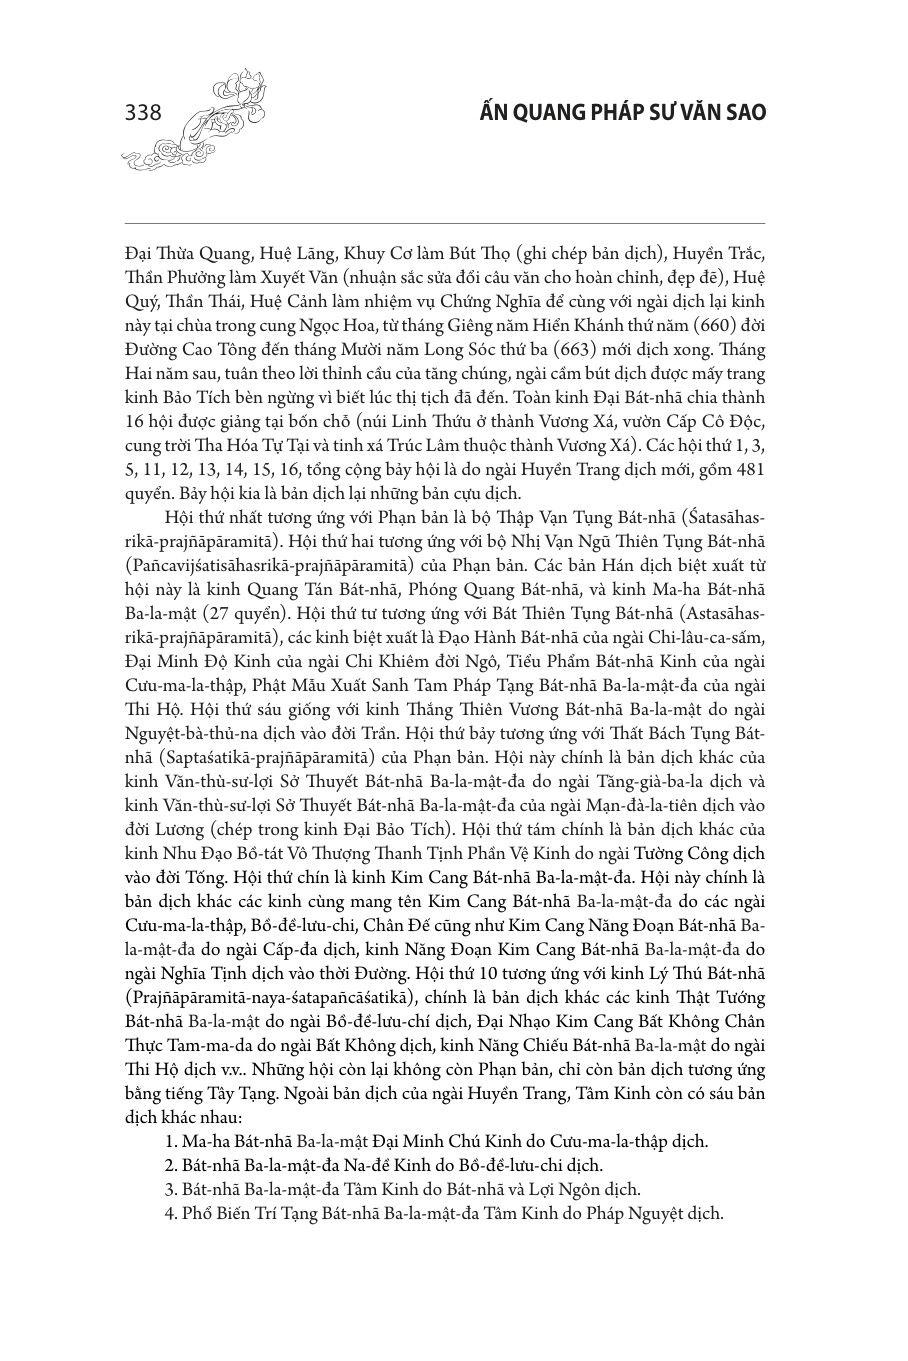 338
ẤN QUANG PHÁP SƯ VĂN SAO
Đại Thừa Quang, Huệ Lãng, Khuy Cơ làm Bút Thọ (ghi chép bản dịch), Huyền Trắc,
Thần Phưởng làm Xuyết Văn (nhuận sắc sửa đổi câu văn cho hoàn chỉnh, đẹp đẽ), Huệ
Quý, Thần Thái, Huệ Cảnh làm nhiệm vụ Chứng Nghĩa để cùng với ngài dịch lại kinh
này tại chùa trong cung Ngọc Hoa, từ tháng Giêng năm Hiển Khánh thứ năm (660) đời
Đường Cao Tông đến tháng Mười năm Long Sóc thứ ba (663) mới dịch xong. Tháng
Hai năm sau, tuân theo lời thỉnh cầu của tăng chúng, ngài cầm bút dịch được mấy trang
kinh Bảo Tích bèn ngừng vì biết lúc thị tịch đã đến. Toàn kinh Đại Bát-nhã chia thành
16 hội được giảng tại bốn chỗ (núi Linh Thứu ở thành Vương Xá, vườn Cấp Cô Độc,
cung trời Tha Hóa Tự Tại và tinh xá Trúc Lâm thuộc thành Vương Xá). Các hội thứ 1, 3,
5, 11, 12, 13, 14, 15, 16, tổng cộng bảy hội là do ngài Huyền Trang dịch mới, gồm 481
quyển. Bảy hội kia là bản dịch lại những bản cựu dịch.
Hội thứ nhất tương ứng với Phạn bản là bộ Thập Vạn Tụng Bát-nhã (Śatasāhas-
rikā-prajñāpāramitā). Hội thứ hai tương ứng với bộ Nhị Vạn Ngũ Thiên Tụng Bát-nhã
(Pañcavijśatisāhasrikā-prajñāpāramitā) của Phạn bản. Các bản Hán dịch biệt xuất từ
hội này là kinh Quang Tán Bát-nhã, Phóng Quang Bát-nhã, và kinh Ma-ha Bát-nhã
Ba-la-mật (27 quyển). Hội thứ tư tương ứng với Bát Thiên Tụng Bát-nhã (Astasāhas-
rikā-prajñāpāramitā), các kinh biệt xuất là Đạo Hành Bát-nhã của ngài Chi-lâu-ca-sấm,
Đại Minh Độ Kinh của ngài Chi Khiêm đời Ngô, Tiểu Phẩm Bát-nhã Kinh của ngài
Cưu-ma-la-thập, Phật Mẫu Xuất Sanh Tam Pháp Tạng Bát-nhã Ba-la-mật-đa của ngài
Thi Hộ. Hội thứ sáu giống với kinh Thắng Thiên Vương Bát-nhã Ba-la-mật do ngài
Nguyệt-bà-thủ-na dịch vào đời Trần. Hội thứ bảy tương ứng với Thất Bách Tụng Bát-
nhã (Saptaśatikā-prajñāpāramitā) của Phạn bản. Hội này chính là bản dịch khác của
kinh Văn-thù-sư-lợi Sở Thuyết Bát-nhã Ba-la-mật-đa do ngài Tăng-già-ba-la dịch và
kinh Văn-thù-sư-lợi Sở Thuyết Bát-nhã Ba-la-mật-đa của ngài Mạn-đà-la-tiên dịch vào
đời Lương (chép trong kinh Đại Bảo Tích). Hội thứ tám chính là bản dịch khác của
kinh Nhu Đạo Bồ-tát Vô Thượng Thanh Tịnh Phần Vệ Kinh do ngài Tường Công dịch
vào đời Tống. Hội thứ chín là kinh Kim Cang Bát-nhã Ba-la-mật-đa. Hội này chính là
bản dịch khác các kinh cùng mang tên Kim Cang Bát-nhã Ba-la-mật-đa do các ngài
Cưu-ma-la-thập, Bồ-đề-lưu-chi, Chân Đế cũng như Kim Cang Năng Đoạn Bát-nhã Ba-
la-mật-đa do ngài Cấp-đa dịch, kinh Năng Đoạn Kim Cang Bát-nhã Ba-la-mật-đa do
ngài Nghĩa Tịnh dịch vào thời Đường. Hội thứ 10 tương ứng với kinh Lý Thú Bát-nhã
(Prajñāpāramitā-naya-śatapañcāśatikā), chính là bản dịch khác các kinh Thật Tướng
Bát-nhã Ba-la-mật do ngài Bồ-đề-lưu-chí dịch, Đại Nhạo Kim Cang Bất Không Chân
Thực Tam-ma-da do ngài Bất Không dịch, kinh Năng Chiếu Bát-nhã Ba-la-mật do ngài
Thi Hộ dịch v.v.. Những hội còn lại không còn Phạn bản, chỉ còn bản dịch tương ứng
bằng tiếng Tây Tạng. Ngoài bản dịch của ngài Huyền Trang, Tâm Kinh còn có sáu bản
dịch khác nhau:
1. Ma-ha Bát-nhã Ba-la-mật Đại Minh Chú Kinh do Cưu-ma-la-thập dịch.
2. Bát-nhã Ba-la-mật-đa Na-đề Kinh do Bồ-đề-lưu-chi dịch.
3. Bát-nhã Ba-la-mật-đa Tâm Kinh do Bát-nhã và Lợi Ngôn dịch.
4. Phổ Biến Trí Tạng Bát-nhã Ba-la-mật-đa Tâm Kinh do Pháp Nguyệt dịch.